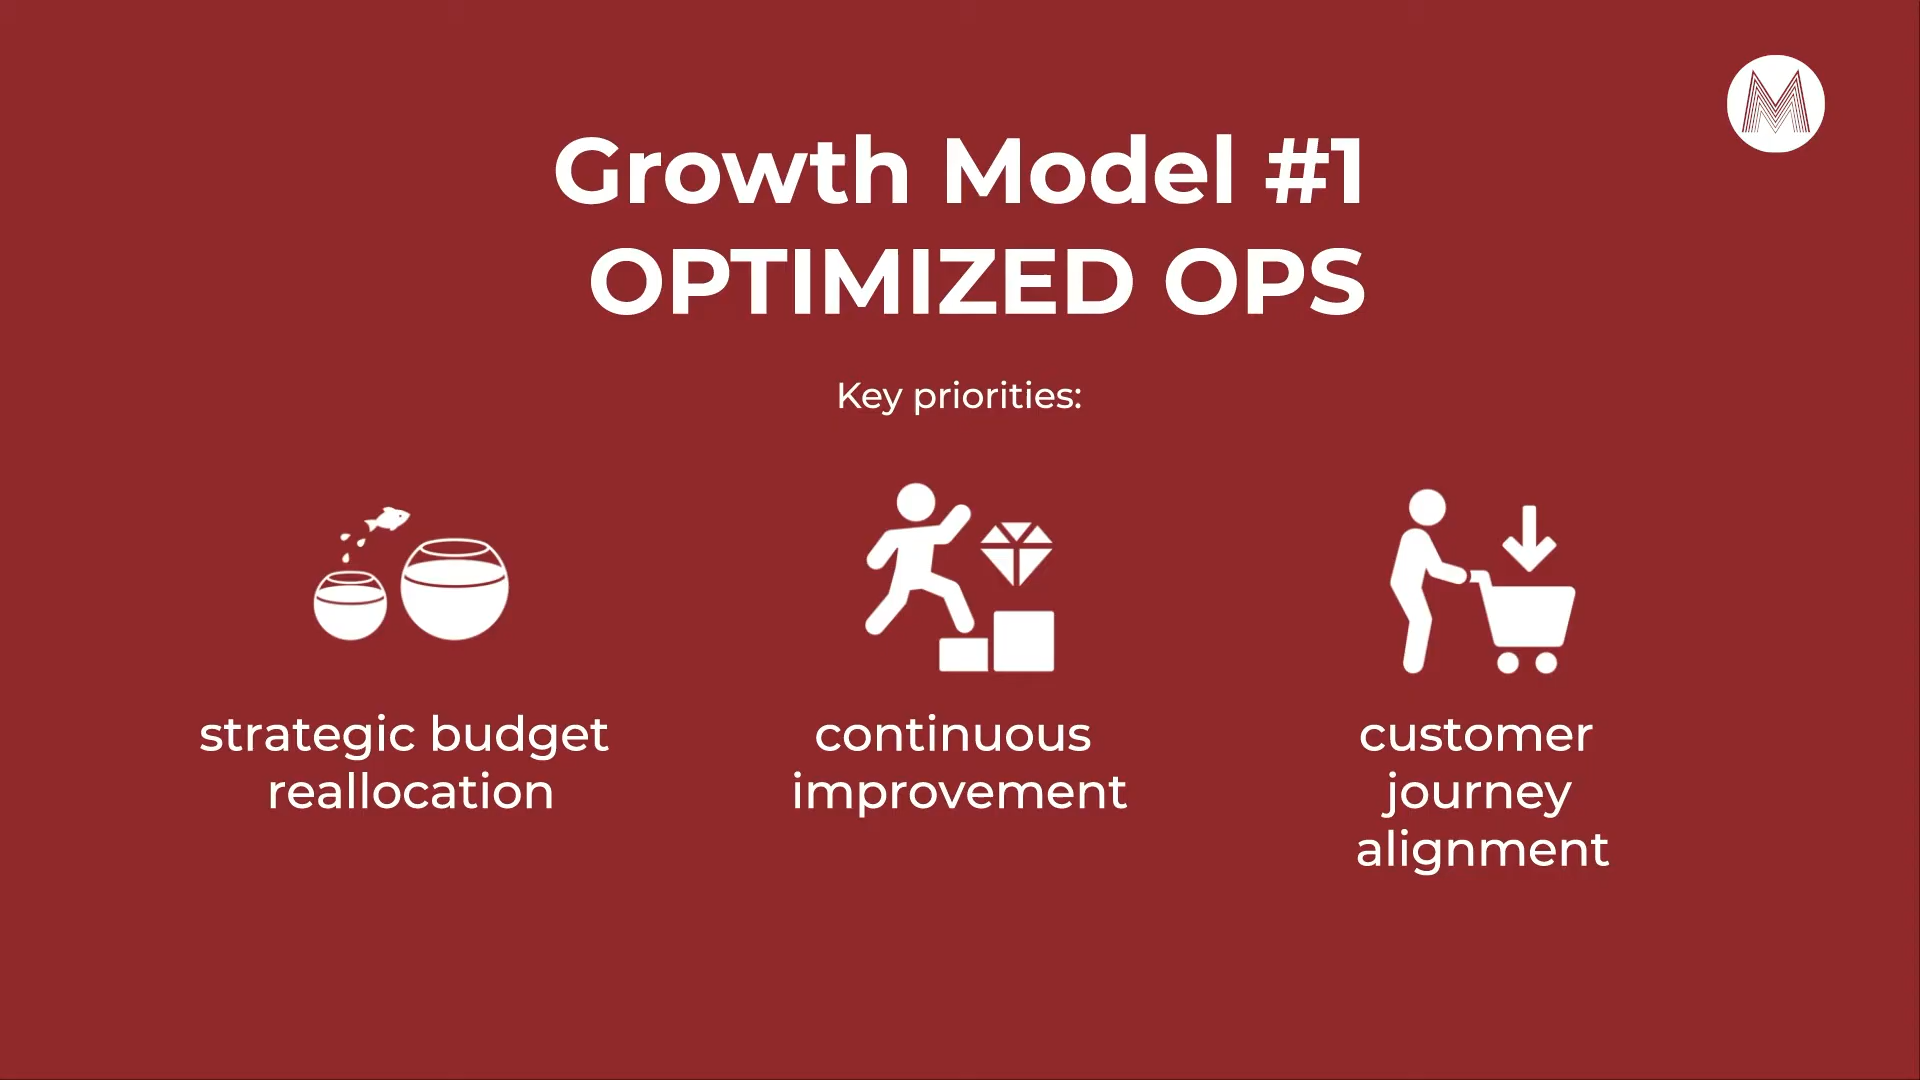 M
Growth Model #1
OPTIMIZED OPS
Key priorities:
strategic budget
reallocation
continuous
improvement
customer
journey
alignment